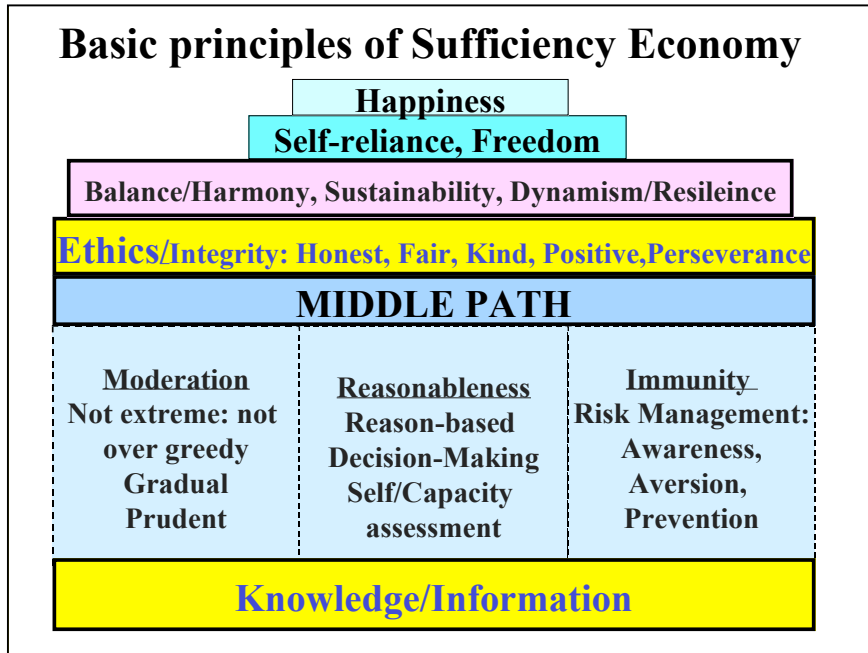 Basic principles of Sufficiency Economy
Happiness
Self-reliance, Freedom
Balance/Harmony, Sustainability, Dynamism/Resileince
Ethics/Integrity: Honest, Fair, Kind, Positive,Perseverance
MIDDLE PATH
Moderation
Not extreme: not
over greedy
Gradual
Prudent
Reasonableness
Reason-based
Decision-Making
Self/Capacity
assessment
Immunity
Risk Management:
Awareness,
Aversion,
Prevention
Knowledge/Information